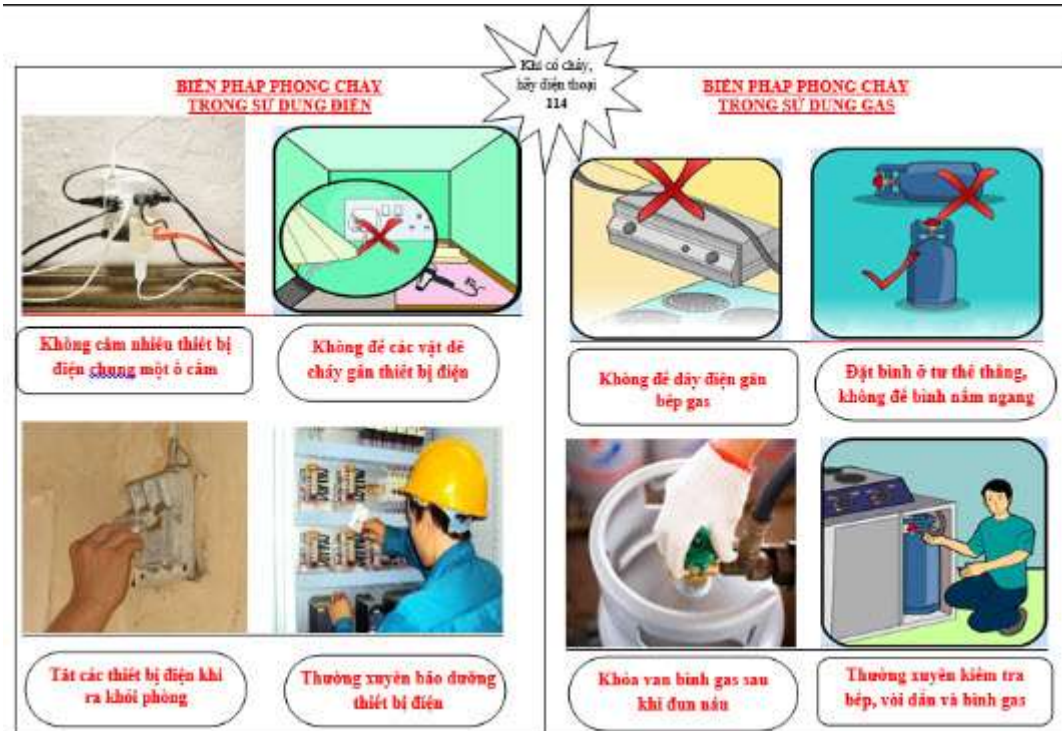 Khi có cháy,
hãy điện thoại
114
BIỆN PHÁP PHÒNG CHÁY
TRONG SỬ DỤNG ĐIỆN
Không cắm nhiều thiết bị
điện chung một ổ cắm
Không để các vật dễ
cháy gần thiết bị điện
Tắt các thiết bị điện khi
ra khỏi phòng
Thường xuyên bảo dưỡng
thiết bị điện
BIỆN PHÁP PHÒNG CHÁY
TRONG SỬ DỤNG GAS
Không để dây điện gần
bếp gas
Đặt bình ở tư thế thẳng,
không để bình nằm ngang
Khóa van bình gas sau
khi đun nấu
Thường xuyên kiểm tra
bếp, vòi dẫn và bình gas